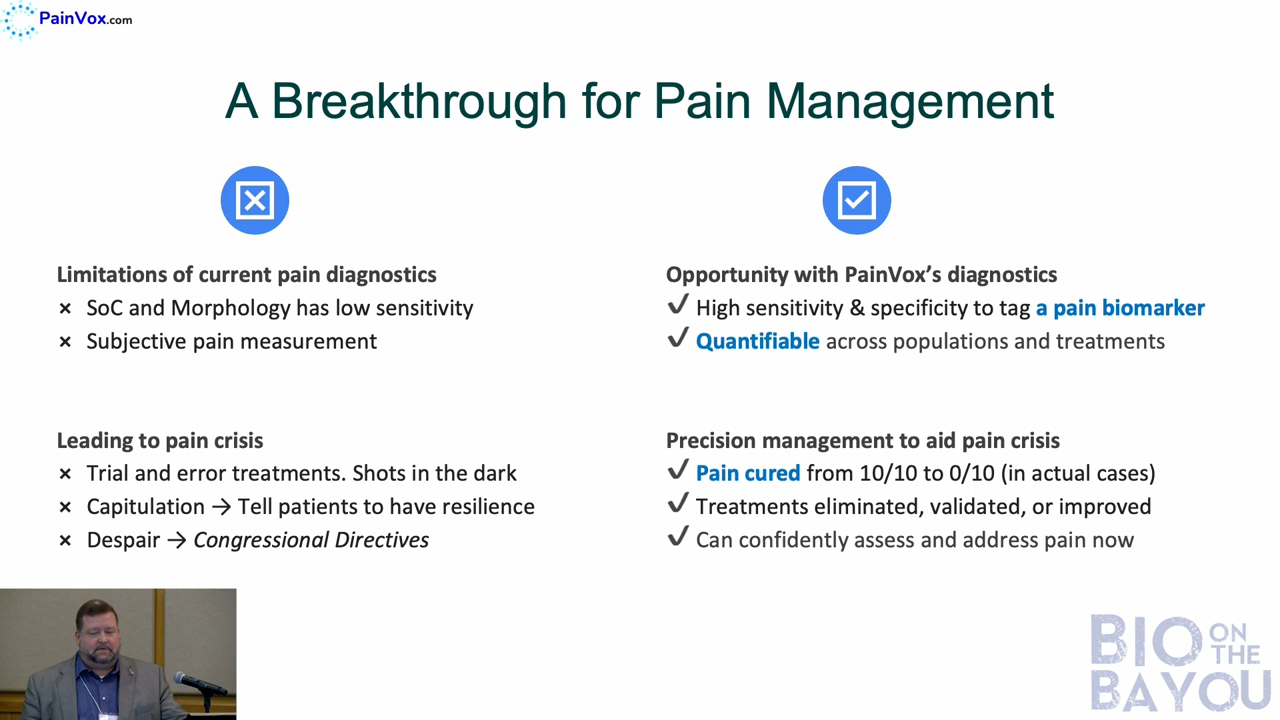 PainVox.com
A Breakthrough for Pain Management
Limitations of current pain diagnostics
× SoC and Morphology has low sensitivity
× Subjective pain measurement
Leading to pain crisis
× Trial and error treatments. Shots in the dark
× Capitulation → Tell patients to have resilience
× Despair → Congressional Directives
Opportunity with PainVox’s diagnostics
✓ High sensitivity & specificity to tag a pain biomarker
✓ Quantifiable across populations and treatments
Precision management to aid pain crisis
✓ Pain cured from 10/10 to 0/10 (in actual cases)
✓ Treatments eliminated, validated, or improved
✓ Can confidently assess and address pain now
BIO ON THE BAYOU